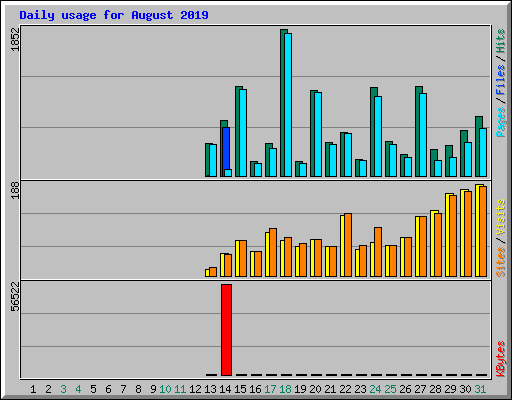 Daily usage for August 2019
1852
Pages/Files/Hits
188
Sites/Visits
56522
KBytes
1 2 3 4 5 6 7 8 9 10 11 12 13 14 15 16 17 18 19 20 21 22 23 24 25 26 27 28 29 30 31